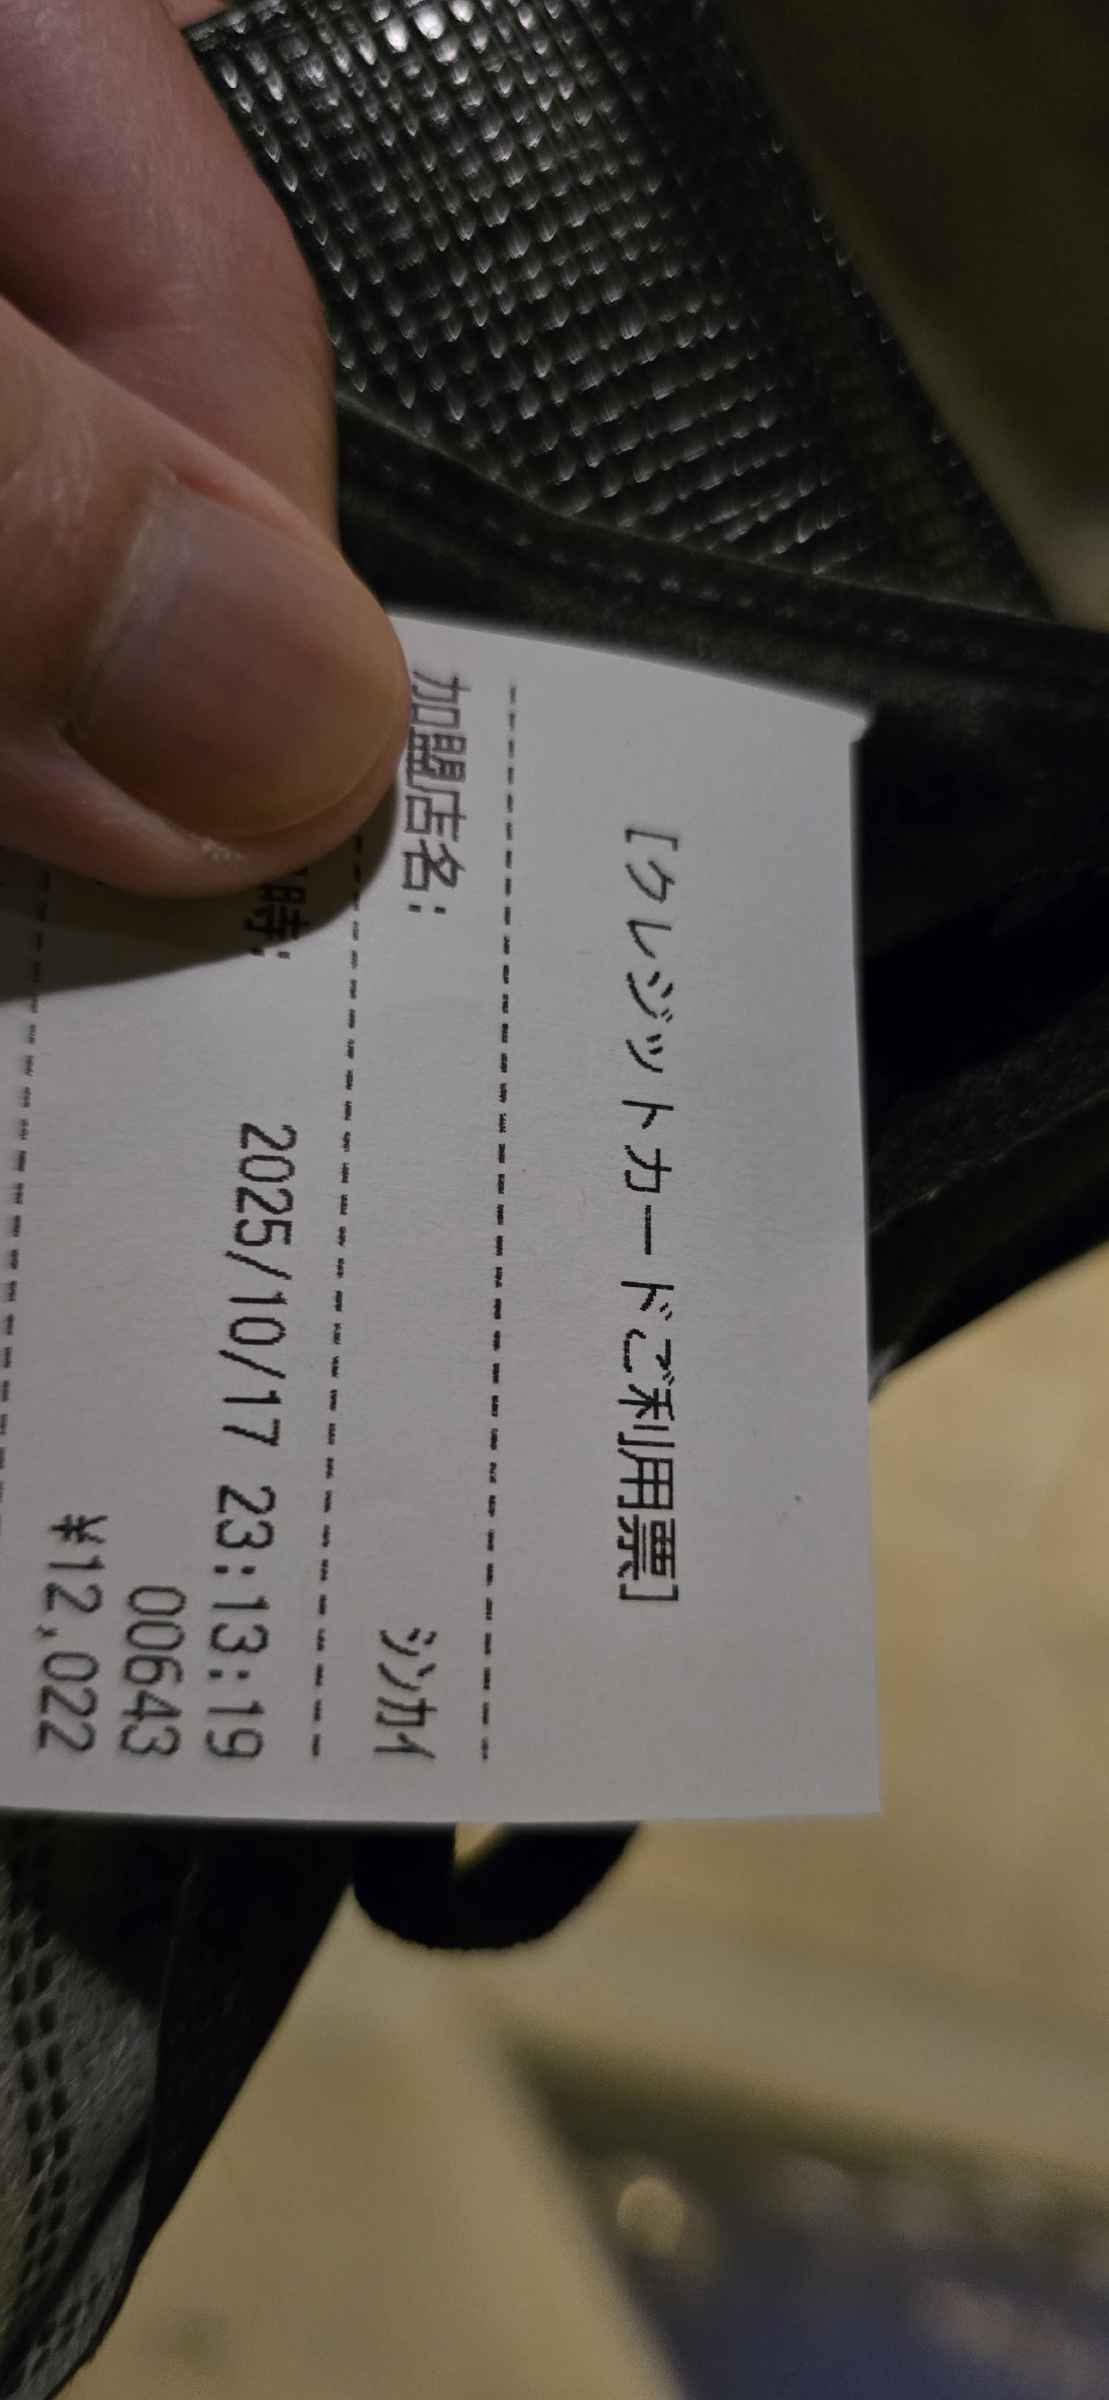 [クレジットカードご利用票]
加盟店名:
シンカイ
時:
2025/10/17 23:13:19
00643
¥12,022